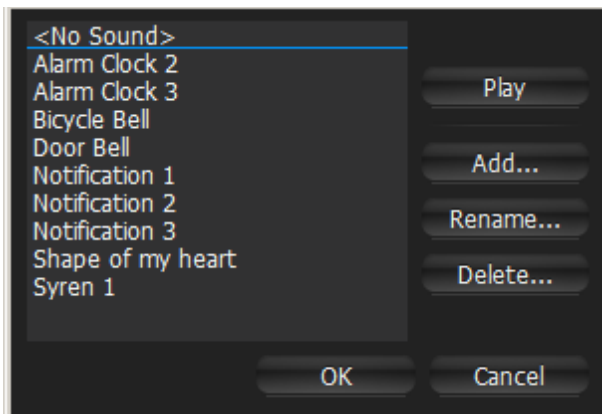 <No Sound>
Alarm Clock 2
Alarm Clock 3
Bicycle Bell
Door Bell
Notification 1
Notification 2
Notification 3
Shape of my heart
Syren 1
Play
Add...
Rename...
Delete...
OK
Cancel